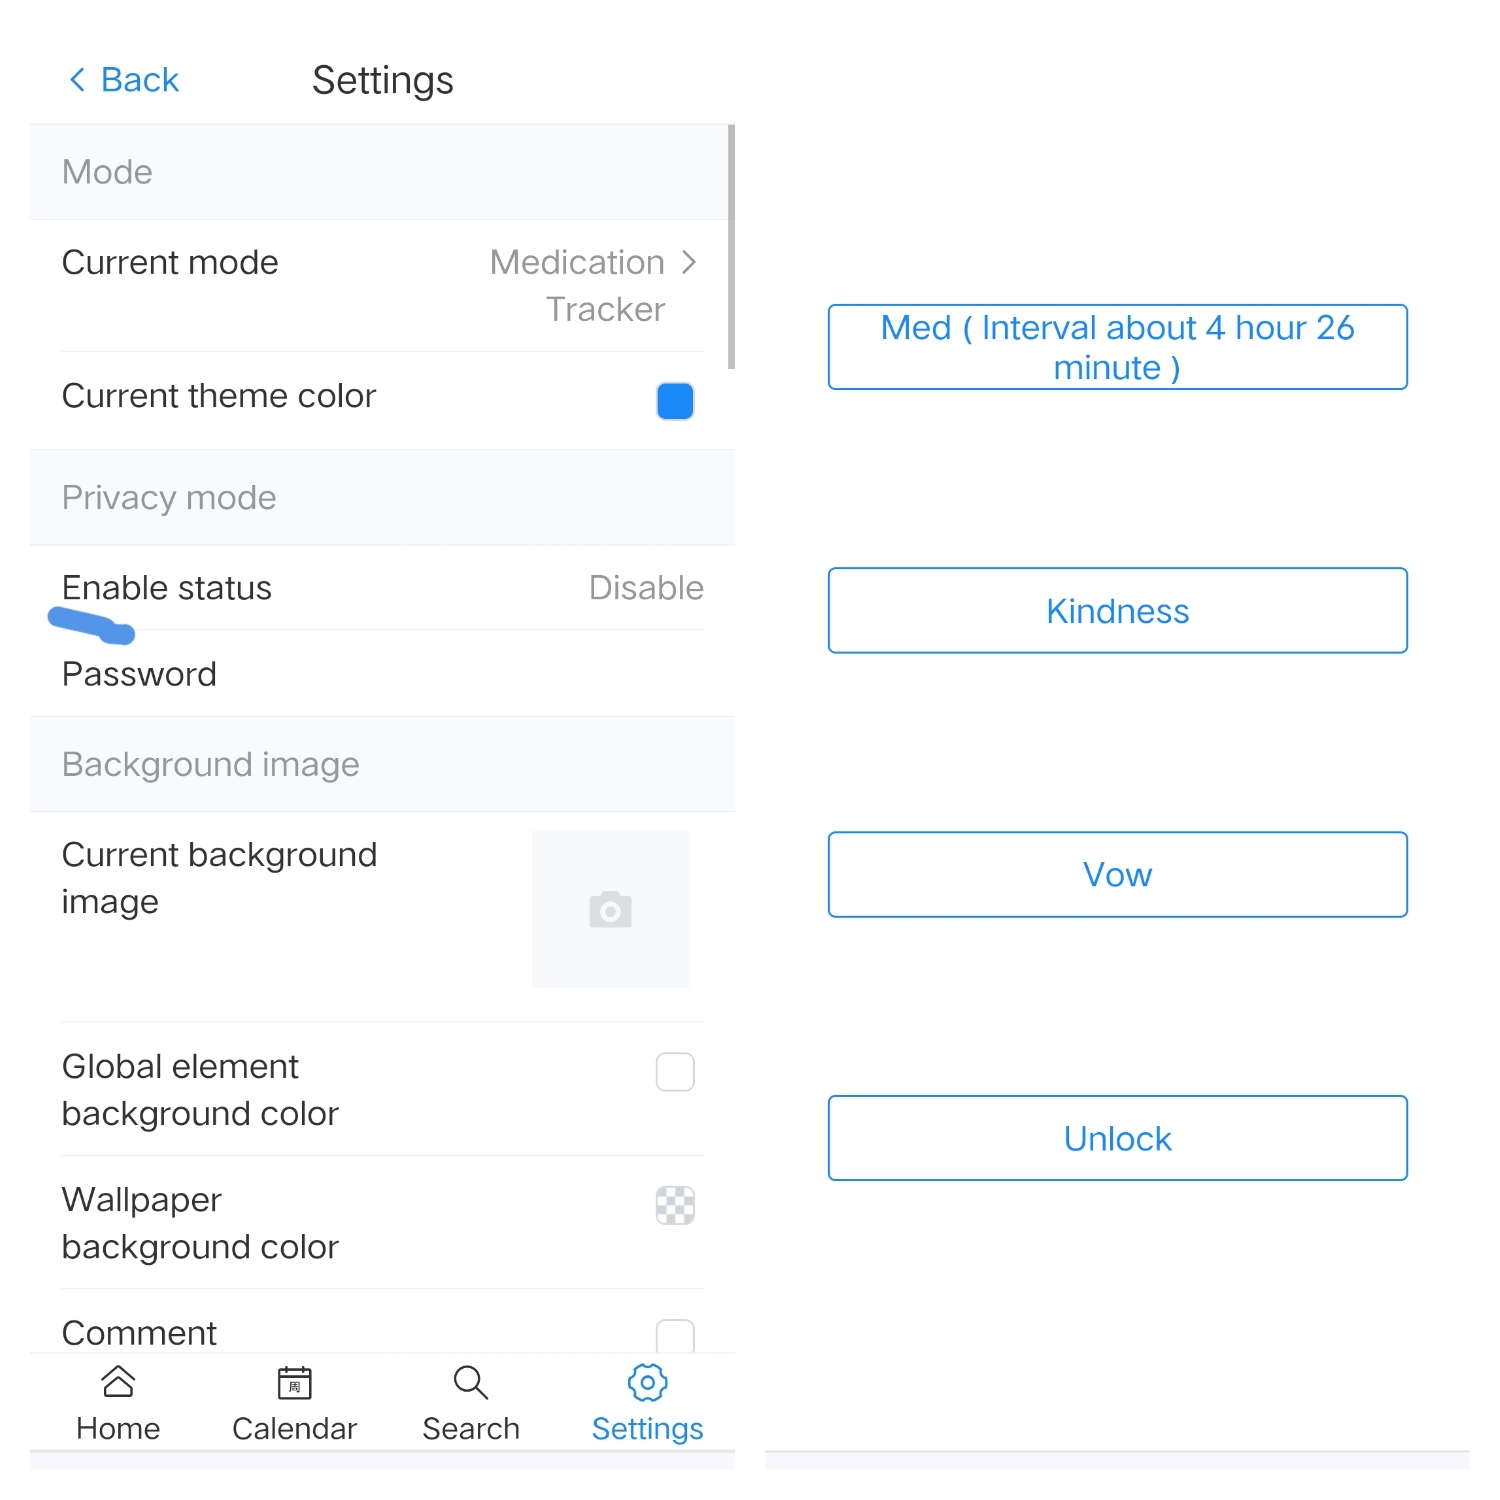 Back
Settings
Mode
Current mode
Medication
Tracker
Current theme color
Privacy mode
Enable status
Disable
Password
Background image
Current background
image
Global element
background color
Wallpaper
background color
Comment
周
Home
Calendar
Search
Settings
Med ( Interval about 4 hour 26
minute )
Kindness
Vow
Unlock